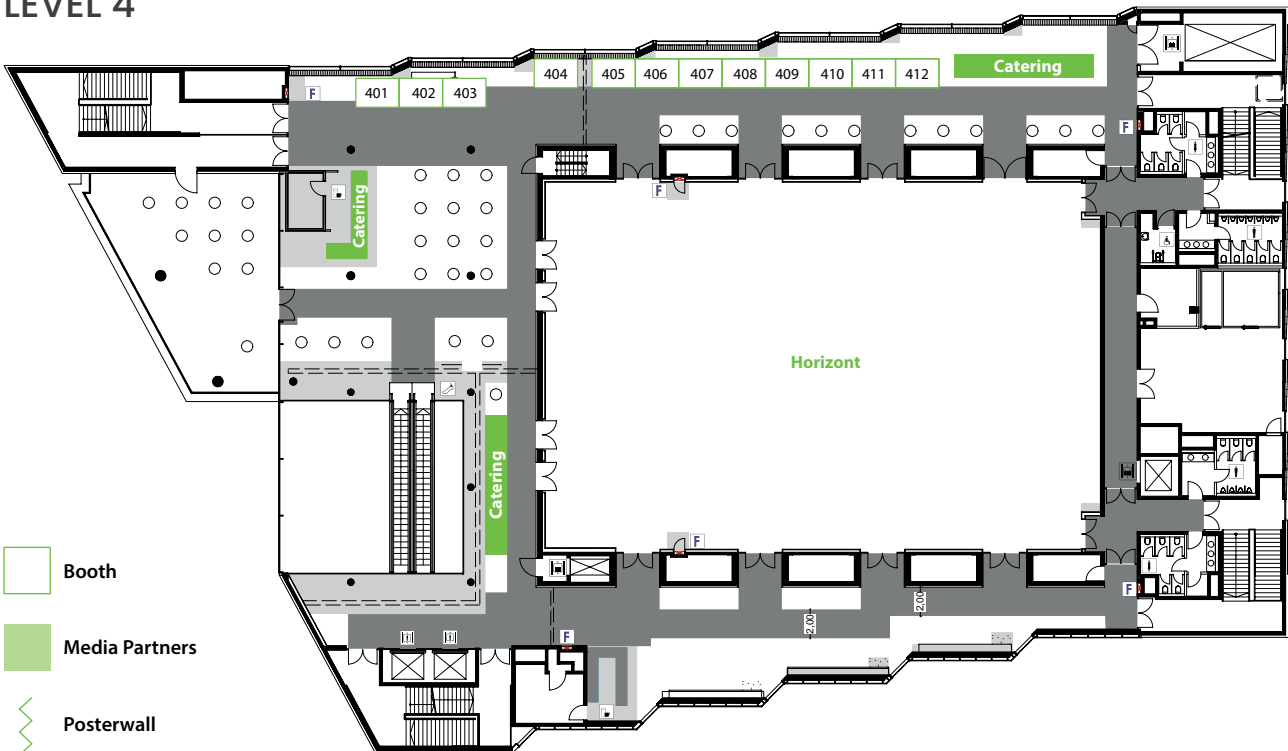 LEVEL 4
401 402 403
404 405 406 407 408 409 410 411 412
Catering
F
F
F
Catering
Horizont
Catering
F
F
F
2,00
2,00
Booth
Media Partners
Posterwall